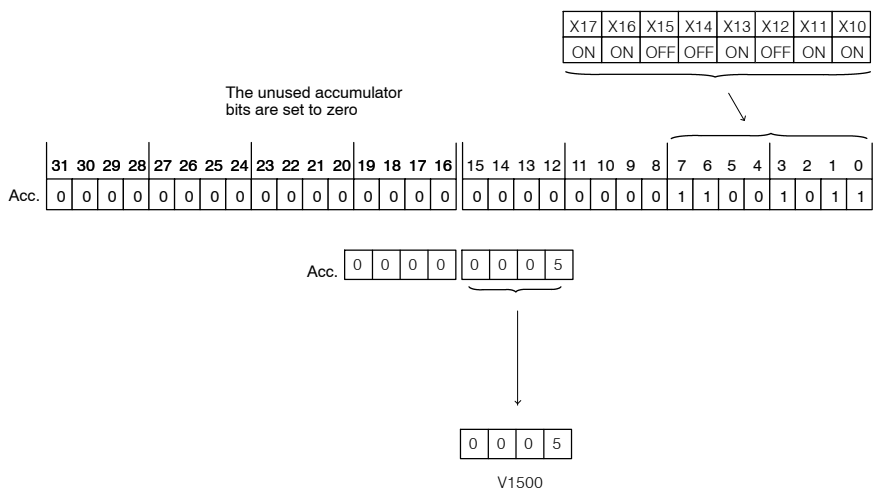 X17 X16 X15 X14 X13 X12 X11 X10
ON ON OFF OFF ON OFF ON ON
The unused accumulator
bits are set to zero
31 30 29 28 27 26 25 24 23 22 21 20 19 18 17 16 15 14 13 12 11 10 9 8 7 6 5 4 3 2 1 0
Acc. 0 0 0 0 0 0 0 0 0 0 0 0 0 0 0 0 0 0 0 0 0 0 0 0 1 1 0 0 1 0 1 1
Acc. 0 0 0 0 0 0 0 5
0 0 0 5
V1500